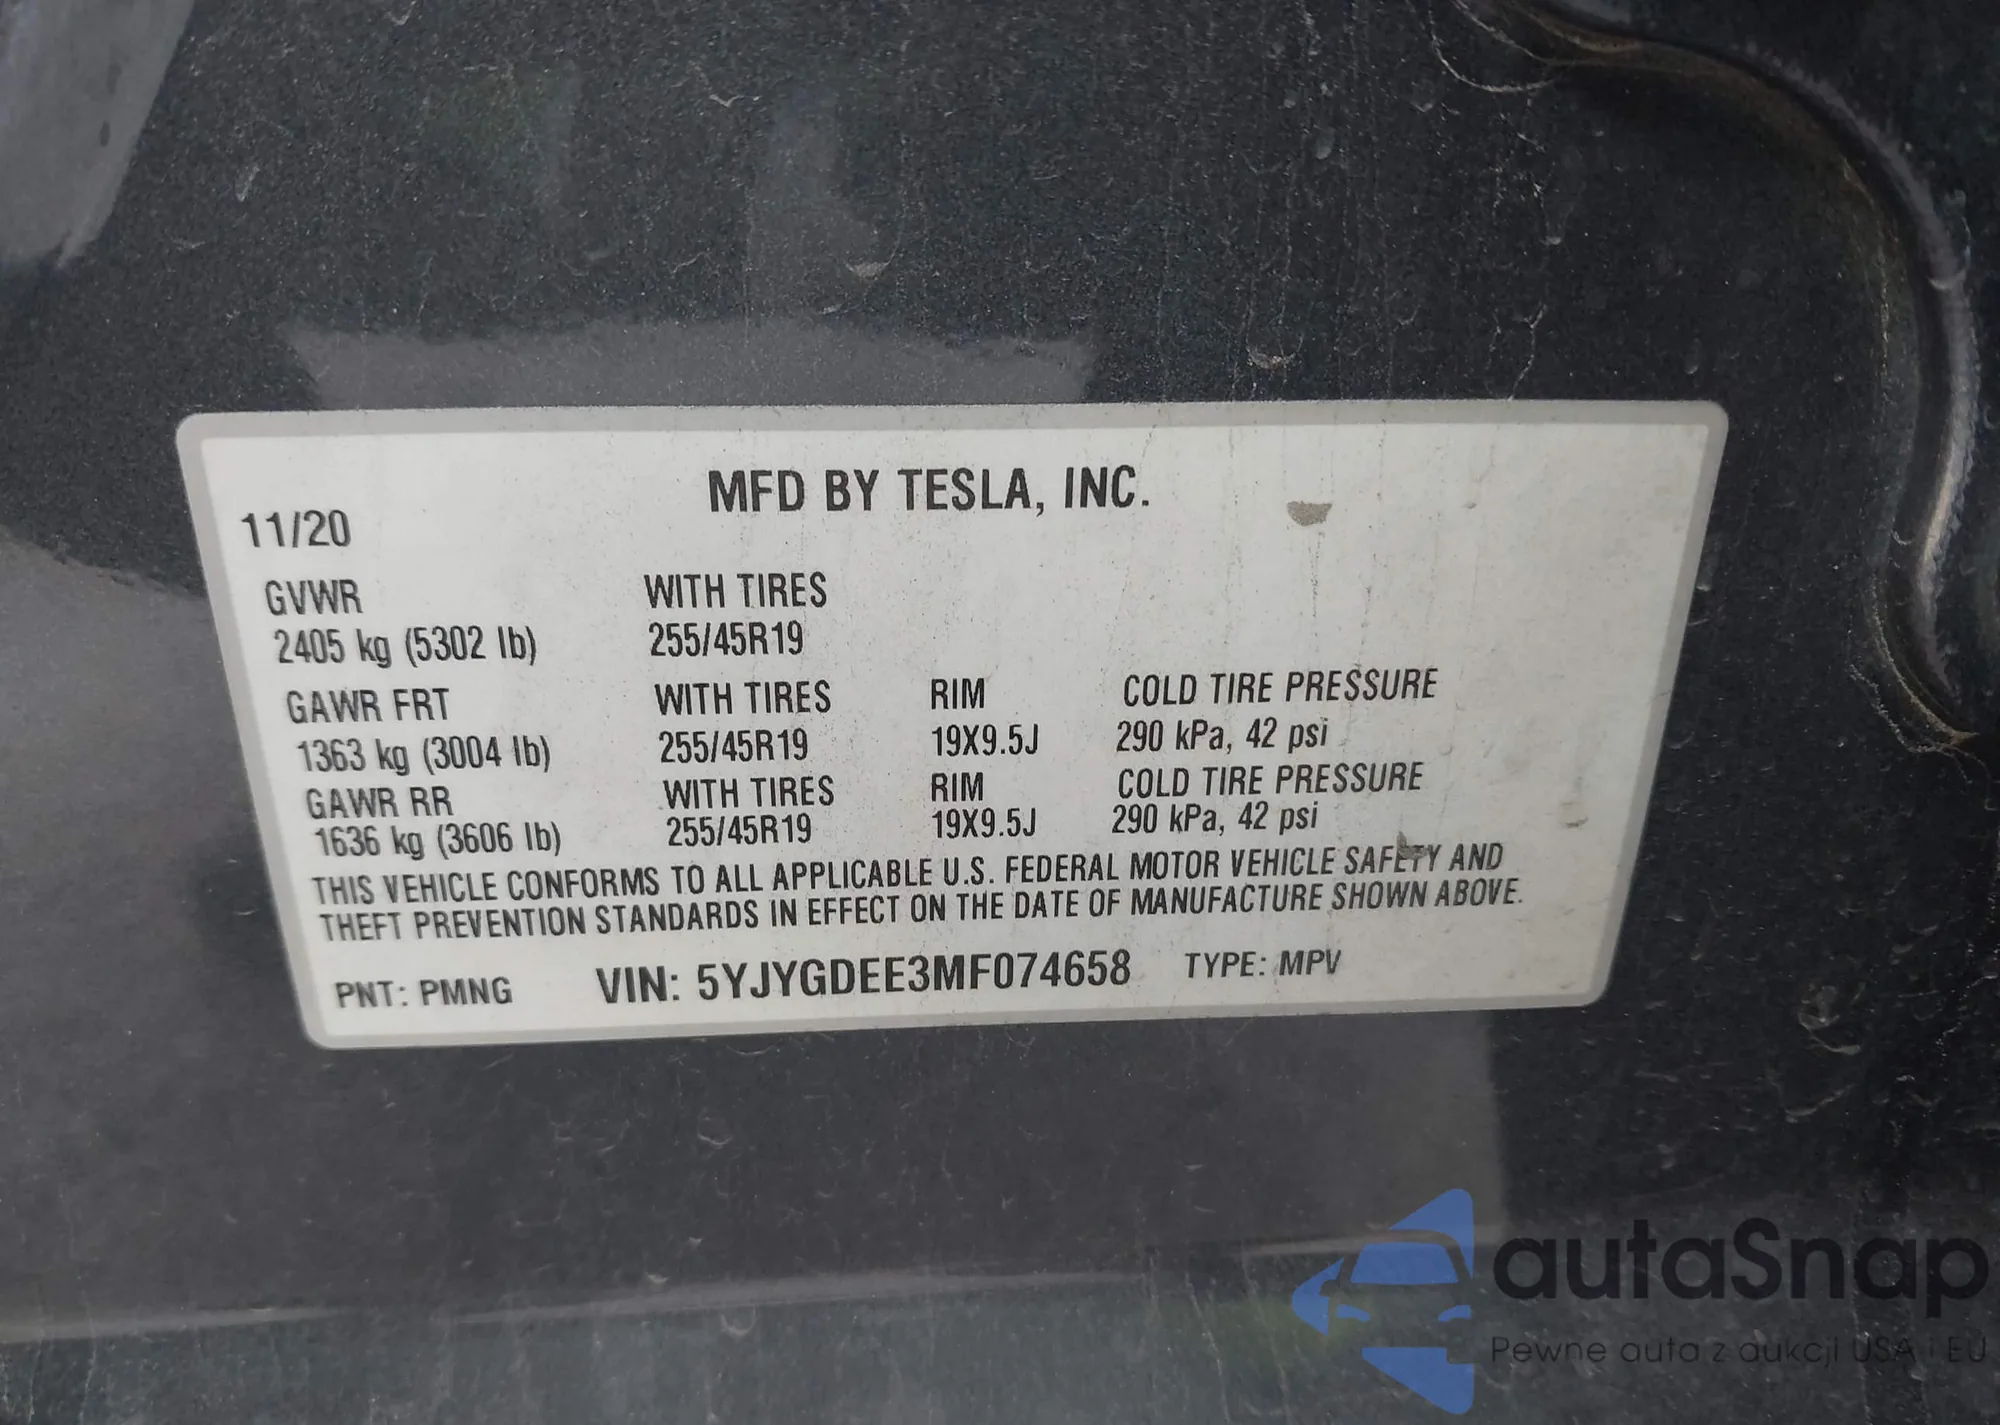 MFD BY TESLA, INC.
11/20
GVWR WITH TIRES
2405 kg (5302 lb) 255/45R19
GAWR FRT WITH TIRES RIM COLD TIRE PRESSURE
1363 kg (3004 lb) 255/45R19 19X9.5J 290 kPa, 42 psi
GAWR RR WITH TIRES RIM COLD TIRE PRESSURE
1636 kg (3606 lb) 255/45R19 19X9.5J 290 kPa, 42 psi
THIS VEHICLE CONFORMS TO ALL APPLICABLE U.S. FEDERAL MOTOR VEHICLE SAFETY AND
THEFT PREVENTION STANDARDS IN EFFECT ON THE DATE OF MANUFACTURE SHOWN ABOVE.
PNT: PMNG VIN: 5YJYGDEE3MF074658 TYPE: MPV
autaSnap
Pewne auta z aukcji USA i EU